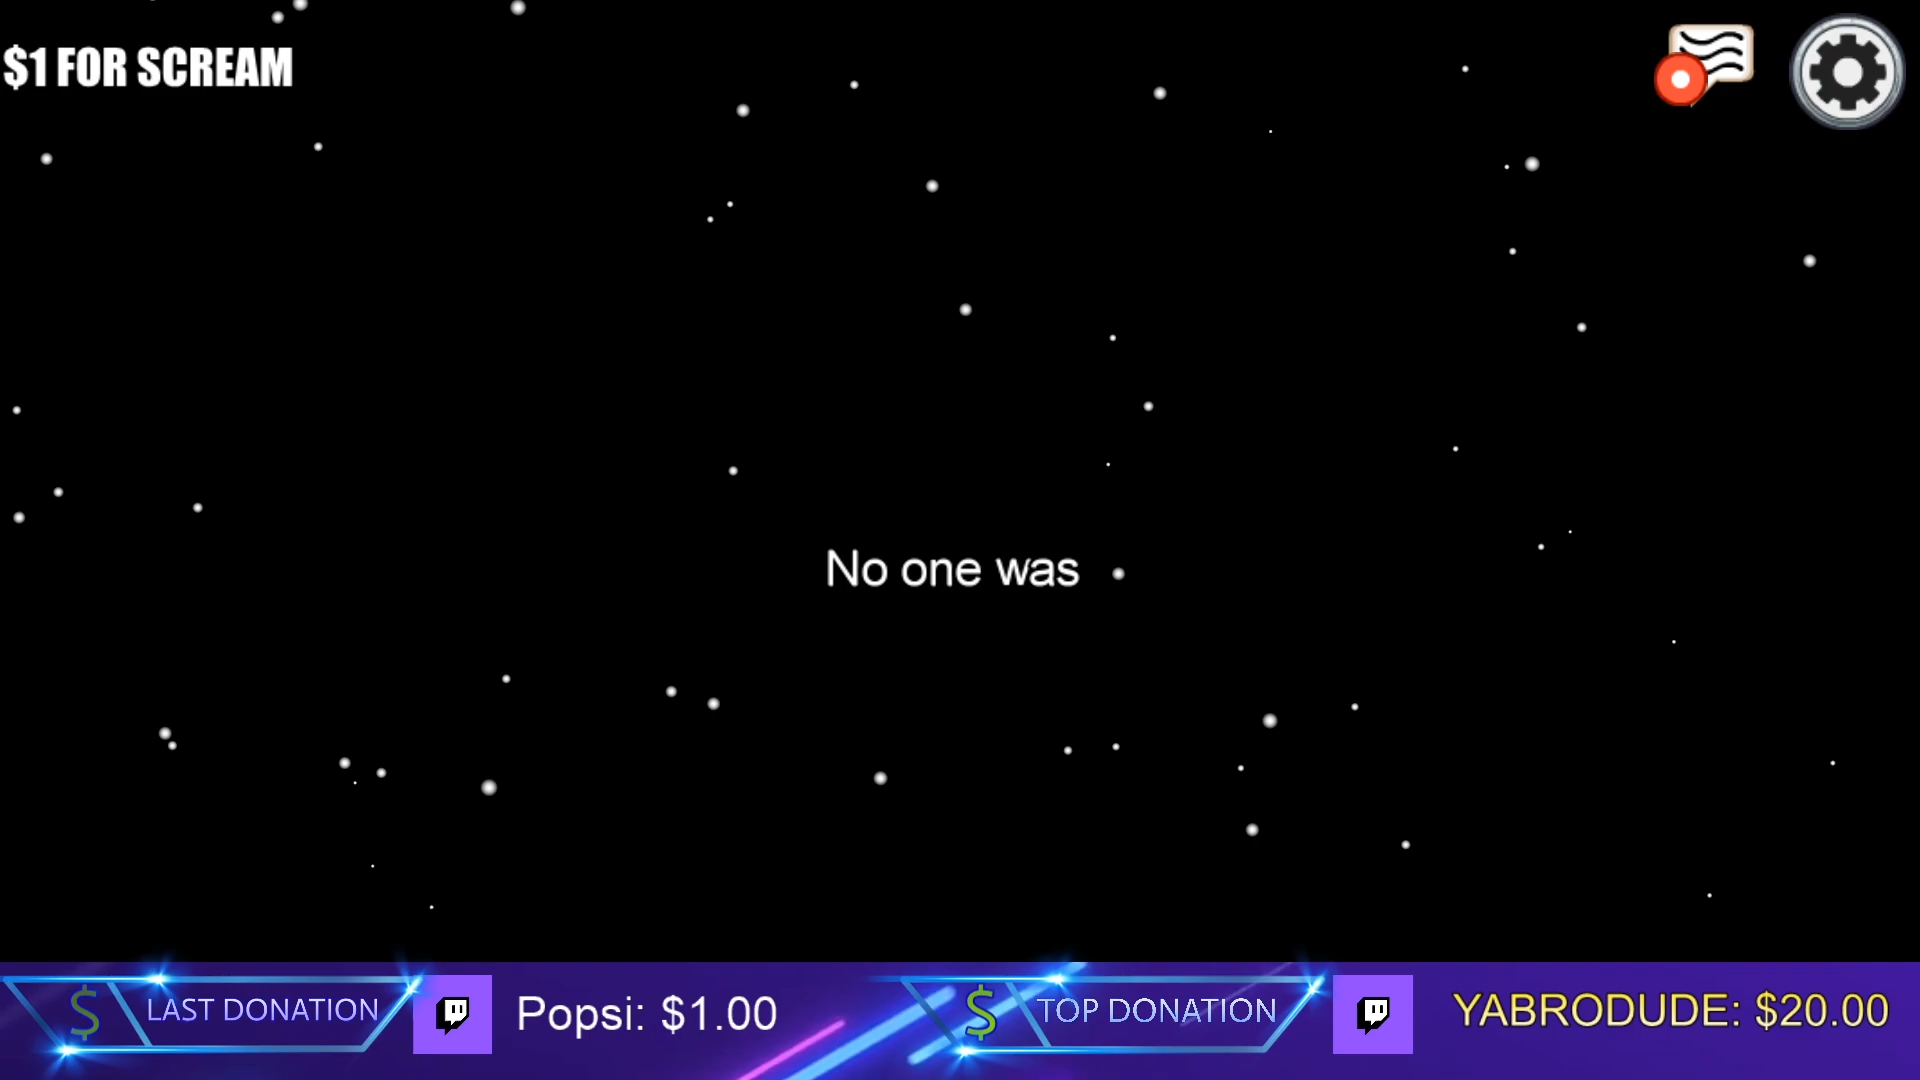 $1 FOR SCREAM
No one was
$ LAST DONATION
Popsi: $1.00
$ TOP DONATION
YABRODUDE: $20.00